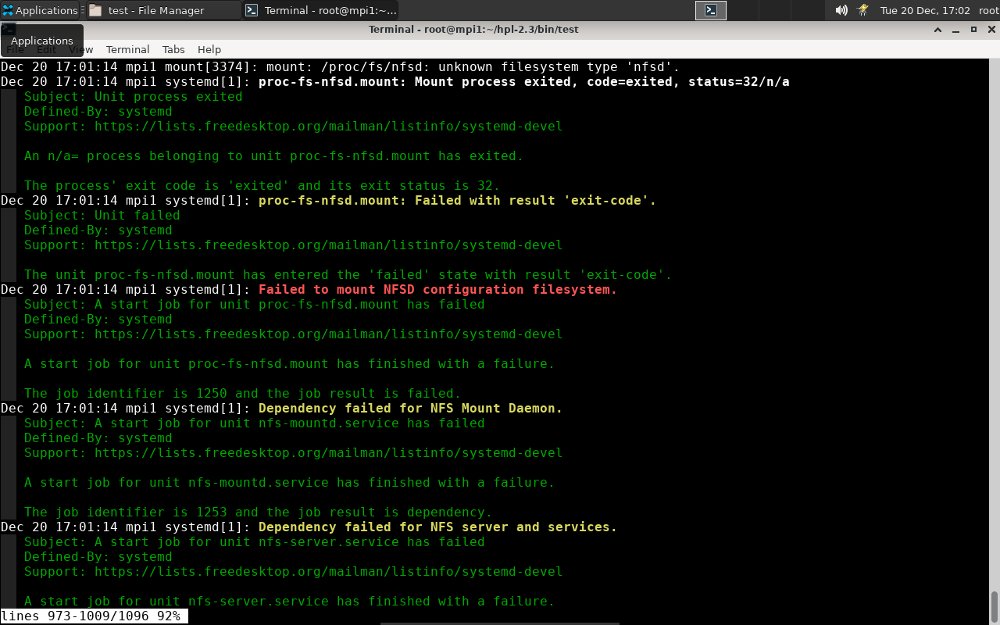 Applications
test - File Manager
Terminal - root@mpi1:~...
Tue 20 Dec, 17:02 root
Terminal - root@mpi1:~/hpl-2.3/bin/test
Applications
File Edit View Terminal Tabs Help
Dec 20 17:01:14 mpi1 mount[3374]: mount: /proc/fs/nfsd: unknown filesystem type 'nfsd'.
Dec 20 17:01:14 mpi1 systemd[1]: proc-fs-nfsd.mount: Mount process exited, code=exited, status=32/n/a
Subject: Unit process exited
Defined-By: systemd
Support: https://lists.freedesktop.org/mailman/listinfo/systemd-devel
An n/a= process belonging to unit proc-fs-nfsd.mount has exited.
The process' exit code is 'exited' and its exit status is 32.
Dec 20 17:01:14 mpi1 systemd[1]: proc-fs-nfsd.mount: Failed with result 'exit-code'.
Subject: Unit failed
Defined-By: systemd
Support: https://lists.freedesktop.org/mailman/listinfo/systemd-devel
The unit proc-fs-nfsd.mount has entered the 'failed' state with result 'exit-code'.
Dec 20 17:01:14 mpi1 systemd[1]: Failed to mount NFSD configuration filesystem.
Subject: A start job for unit proc-fs-nfsd.mount has failed
Defined-By: systemd
Support: https://lists.freedesktop.org/mailman/listinfo/systemd-devel
A start job for unit proc-fs-nfsd.mount has finished with a failure.
The job identifier is 1250 and the job result is failed.
Dec 20 17:01:14 mpi1 systemd[1]: Dependency failed for NFS Mount Daemon.
Subject: A start job for unit nfs-mountd.service has failed
Defined-By: systemd
Support: https://lists.freedesktop.org/mailman/listinfo/systemd-devel
A start job for unit nfs-mountd.service has finished with a failure.
The job identifier is 1253 and the job result is dependency.
Dec 20 17:01:14 mpi1 systemd[1]: Dependency failed for NFS server and services.
Subject: A start job for unit nfs-server.service has failed
Defined-By: systemd
Support: https://lists.freedesktop.org/mailman/listinfo/systemd-devel
A start job for unit nfs-server.service has finished with a failure.
lines 973-1009/1096 92%